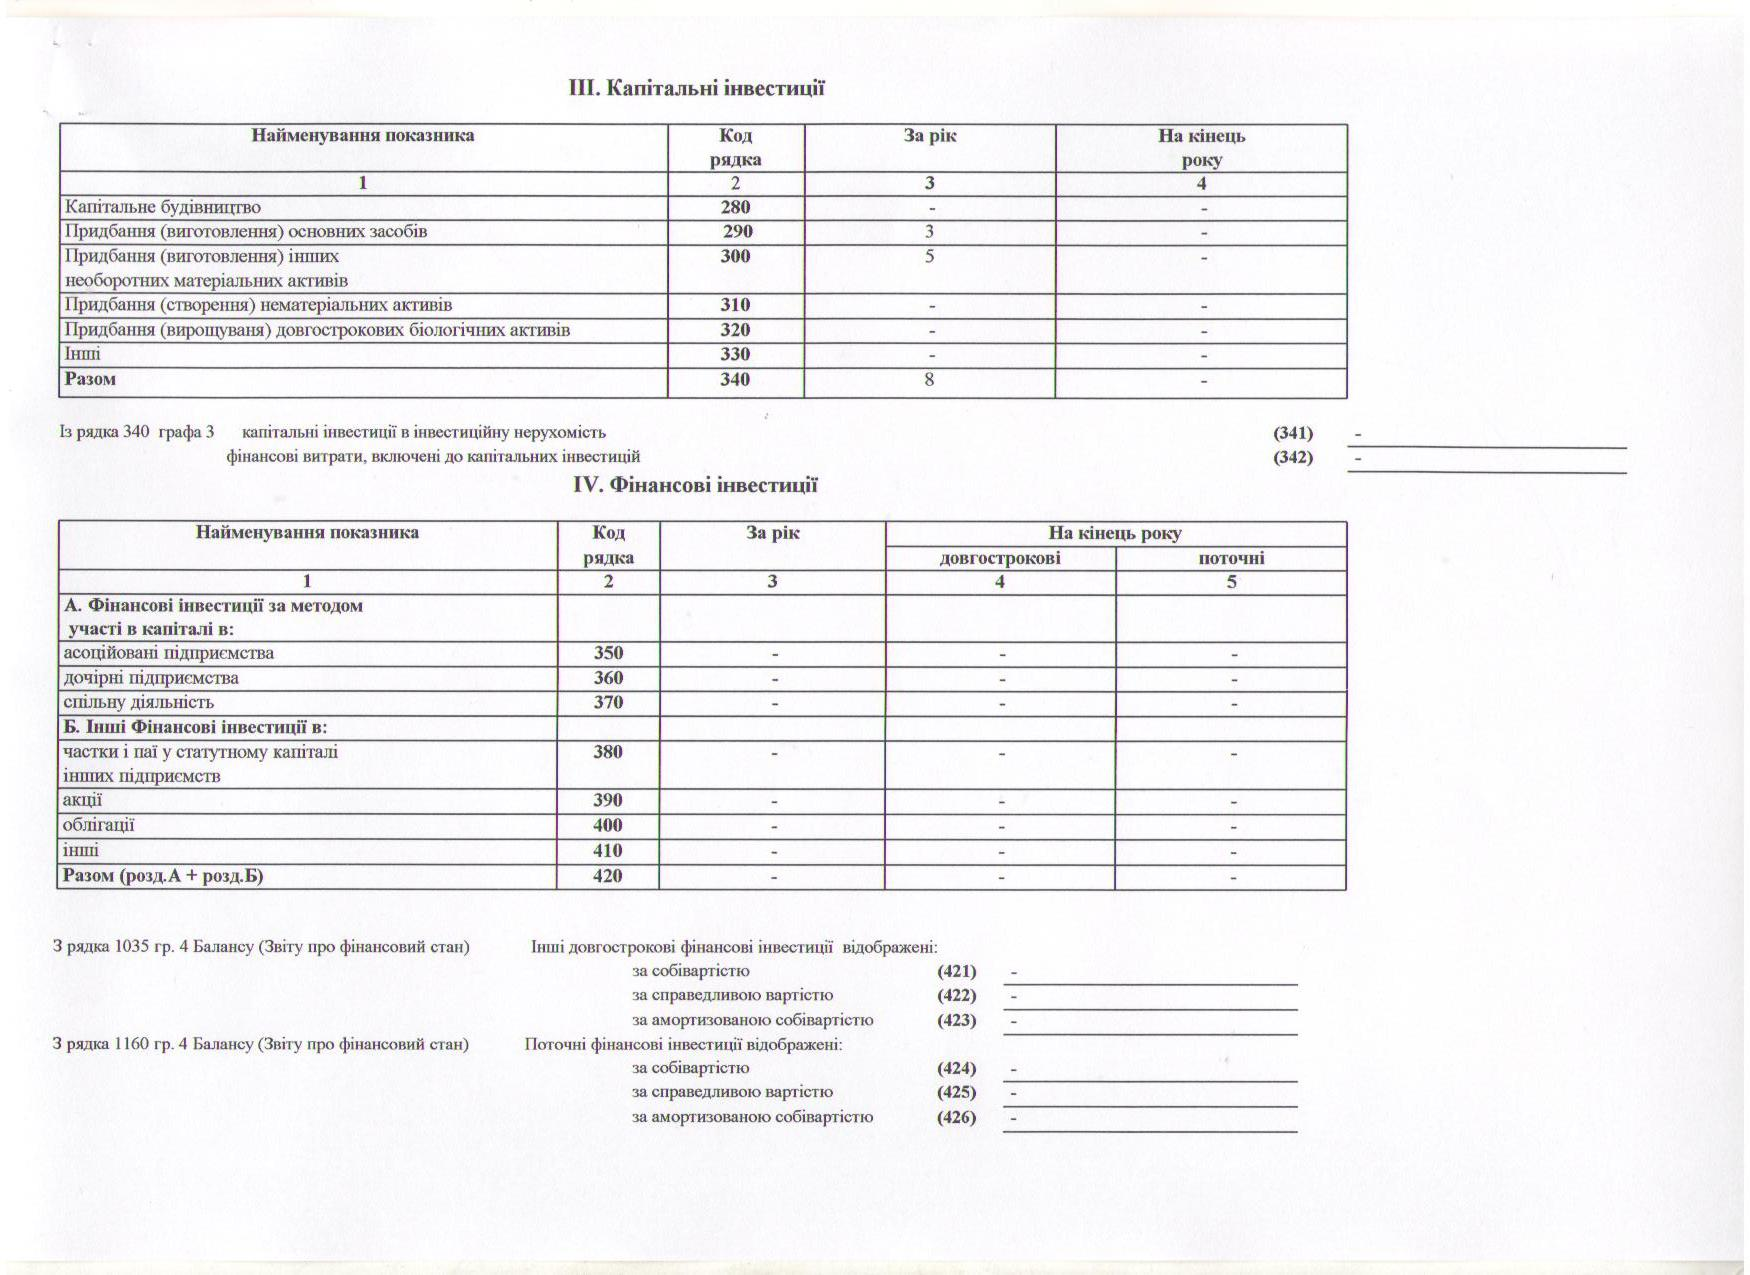 III. Капітальні інвестиції
Найменування показника Код За рік На кінець
рядка року
1 2 3 4
Капітальне будівництво 280 - -
Придбання (виготовлення) основних засобів 290 3 -
Придбання (виготовлення) інших 300 5 -
необоротних матеріальних активів
Придбання (створення) нематеріальних активів 310 - -
Придбання (вирощуваня) довгострокових біологічних активів 320 - -
Інші 330 - -
Разом 340 8 -
Із рядка 340 графа 3 капітальні інвестиції в інвестиційну нерухомість (341) -
фінансові витрати, включені до капітальних інвестицій (342) -
IV. Фінансові інвестиції
Найменування показника Код За рік На кінець року
рядка довгострокові поточні
1 2 3 4 5
А. Фінансові інвестиції за методом
участі в капіталі в:
асоційовані підприємства 350 - - -
дочірні підприємства 360 - - -
спільну діяльність 370 - - -
Б. Інші Фінансові інвестиції в:
частки і паї у статутному капіталі 380 - - -
інших підприємств
акції 390 - - -
облігації 400 - - -
інші 410 - - -
Разом (розд.А + розд.Б) 420 - - -
З рядка 1035 гр. 4 Балансу (Звіту про фінансовий стан) Інші довгострокові фінансові інвестиції відображені:
за собівартістю (421) -
за справедливою вартістю (422) -
за амортизованою собівартістю (423) -
З рядка 1160 гр. 4 Балансу (Звіту про фінансовий стан) Поточні фінансові інвестиції відображені:
за собівартістю (424) -
за справедливою вартістю (425) -
за амортизованою собівартістю (426) -